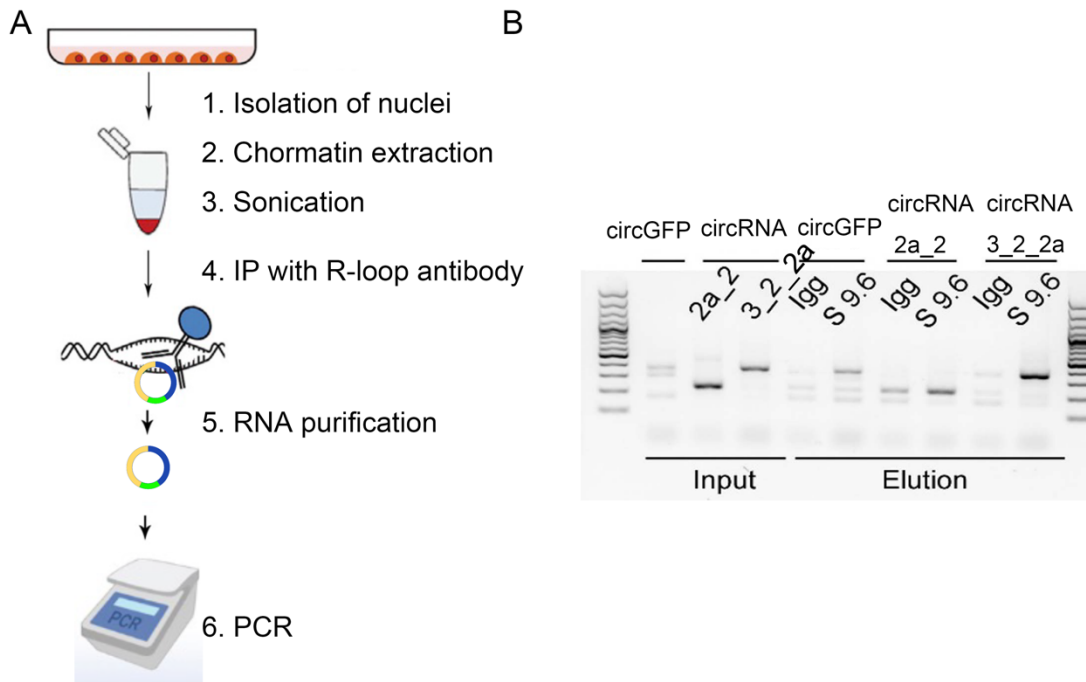 A
1. Isolation of nuclei
2. Chormatin extraction
3. Sonication
4. IP with R-loop antibody
5. RNA purification
PCR
6. PCR
B
circGFP
circRNA
circGFP
circRNA
circRNA
2a_2
3_2_2a
2a_2
3_2_2a
Igg
S 9.6
Igg
S 9.6
Igg
S 9.6
Input
Elution